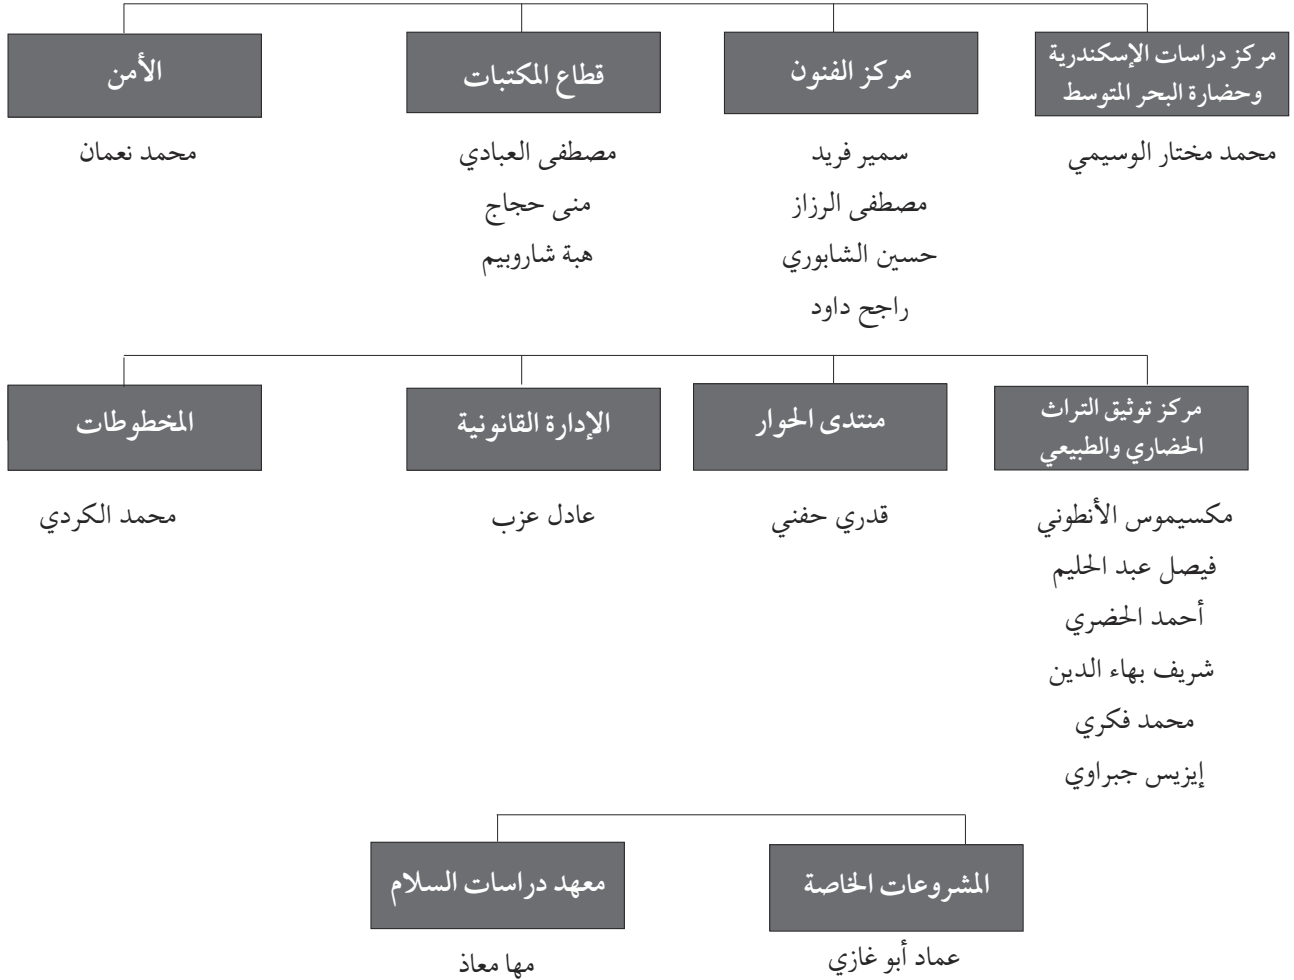 مركز دراسات الإسكندرية
وحضارة البحر المتوسط
محمد مختار الوسيمي
مركز الفنون
سمير فريد
مصطفى الرزاز
حسين الشابوري
راجح داود
قطاع المكتبات
مصطفى العبادي
منى حجاج
هبة شاروبيم
الأمن
محمد نعمان
مركز توثيق التراث
الحضاري والطبيعي
مكسيموس الأنطوني
فيصل عبد الحليم
أحمد الحضري
شريف بهاء الدين
محمد فكري
إيزيس جبراوي
منتدى الحوار
قدري حفني
الإدارة القانونية
عادل عزب
المخطوطات
محمد الكردي
المشروعات الخاصة
عماد أبو غازي
معهد دراسات السلام
مها معاذ